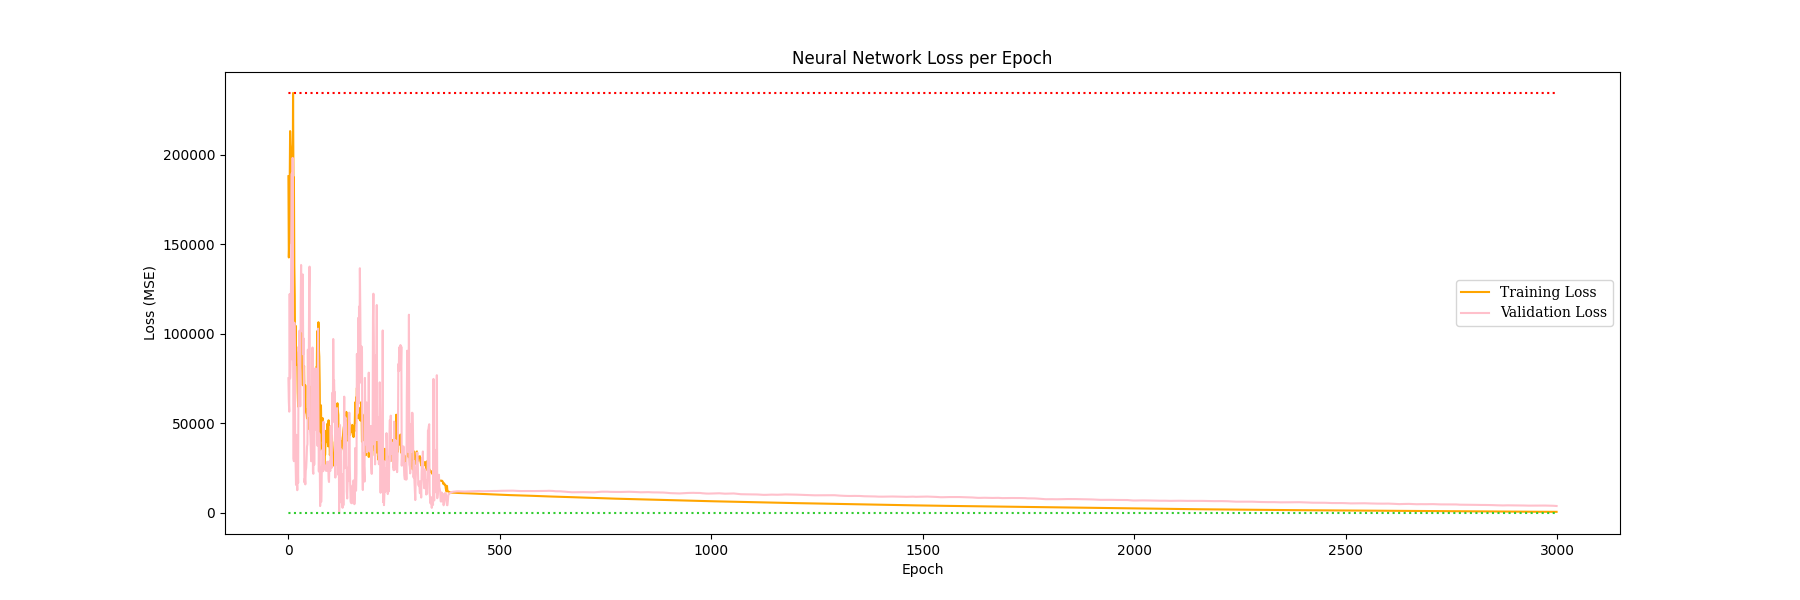 Neural Network Loss per Epoch
200000
150000
100000
50000
0
Loss (MSE)
Training Loss
Validation Loss
0
500
1000
1500
2000
2500
3000
Epoch